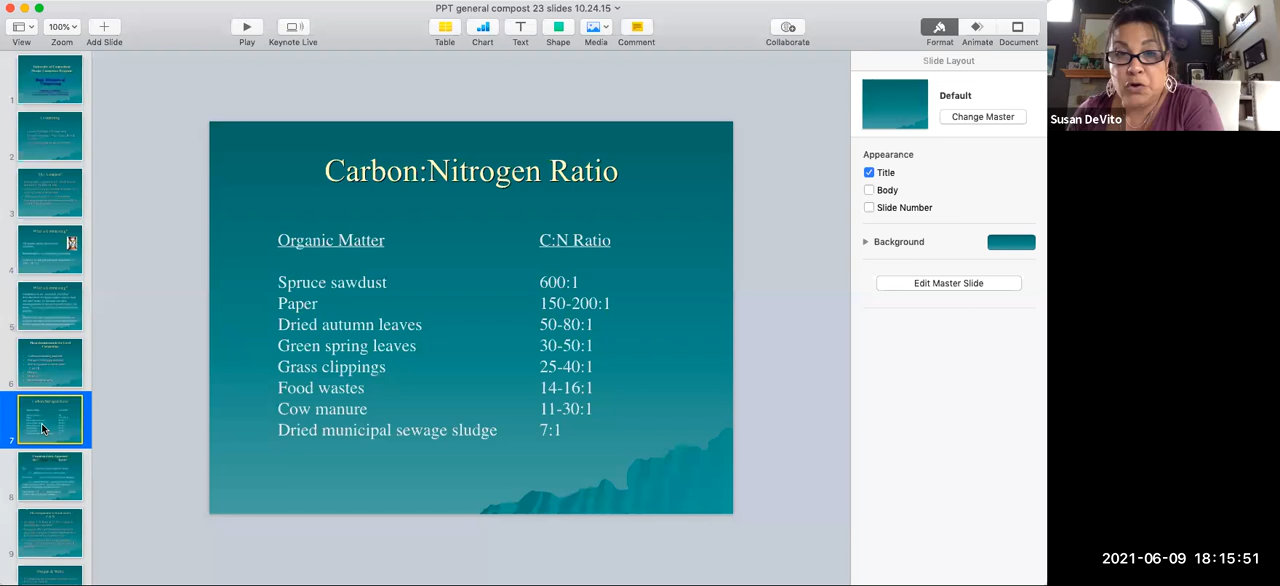 PPT general compost 23 slides 10.24.15
100%
View Zoom Add Slide Play Keynote Live Table Chart Text Shape Media Comment Collaborate Format Animate Document
Slide Layout
Default
Change Master
Appearance
Title
Body
Slide Number
Background
Edit Master Slide
1
2
3
4
5
6
7
8
9
Carbon:Nitrogen Ratio
Organic Matter C:N Ratio
Spruce sawdust 600:1
Paper 150-200:1
Dried autumn leaves 50-80:1
Green spring leaves 30-50:1
Grass clippings 25-40:1
Food wastes 14-16:1
Cow manure 11-30:1
Dried municipal sewage sludge 7:1
Susan DeVito
2021-06-09 18:15:51